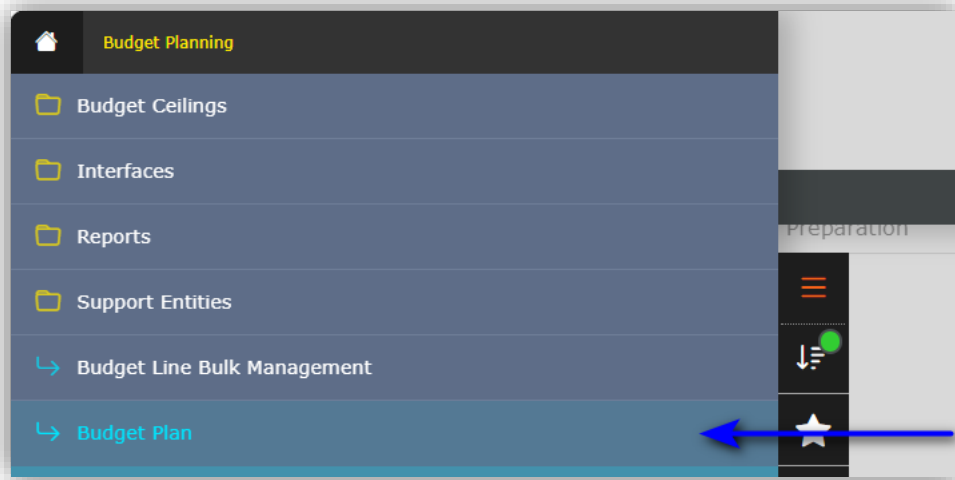 Budget Planning
Budget Ceilings
Interfaces
Reports
Preparation
Support Entities
Budget Line Bulk Management
Budget Plan